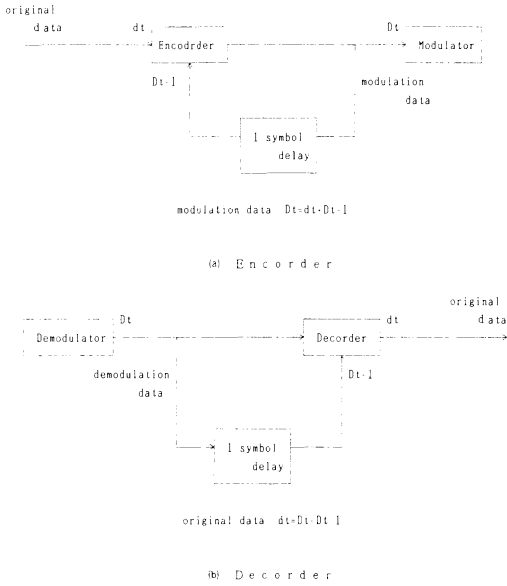 original
data
dt
Dt
Encodrder
Modulator
Dt-1
modulation
data
1 symbol
delay
modulation data Dt=dt·Dt-1
(a) Encorder
original
data
Dt
dt
Demodulator
Decorder
demodulation
data
Dt-1
1 symbol
delay
original data dt=Dt-Dt 1
(b) Decorder